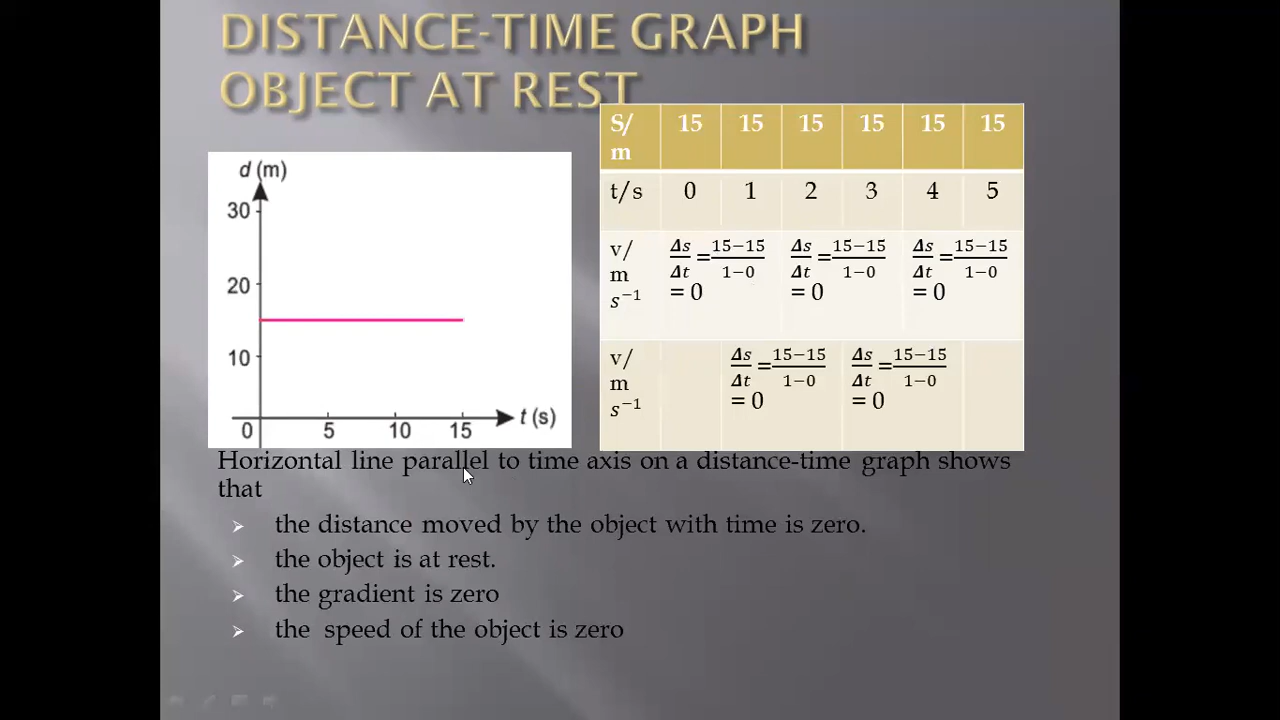 DISTANCE-TIME GRAPH
OBJECT AT REST
d (m)
30
20
10
0 5 10 15 t (s)
S/ m 15 15 15 15 15 15
t/s 0 1 2 3 4 5
v/ m s⁻¹ Δs/Δt=15−15/1−0 = 0 Δs/Δt=15−15/1−0 = 0 Δs/Δt=15−15/1−0 = 0
v/ m s⁻¹ Δs/Δt=15−15/1−0 = 0 Δs/Δt=15−15/1−0 = 0
Horizontal line parallel to time axis on a distance-time graph shows
that
the distance moved by the object with time is zero.
the object is at rest.
the gradient is zero
the speed of the object is zero